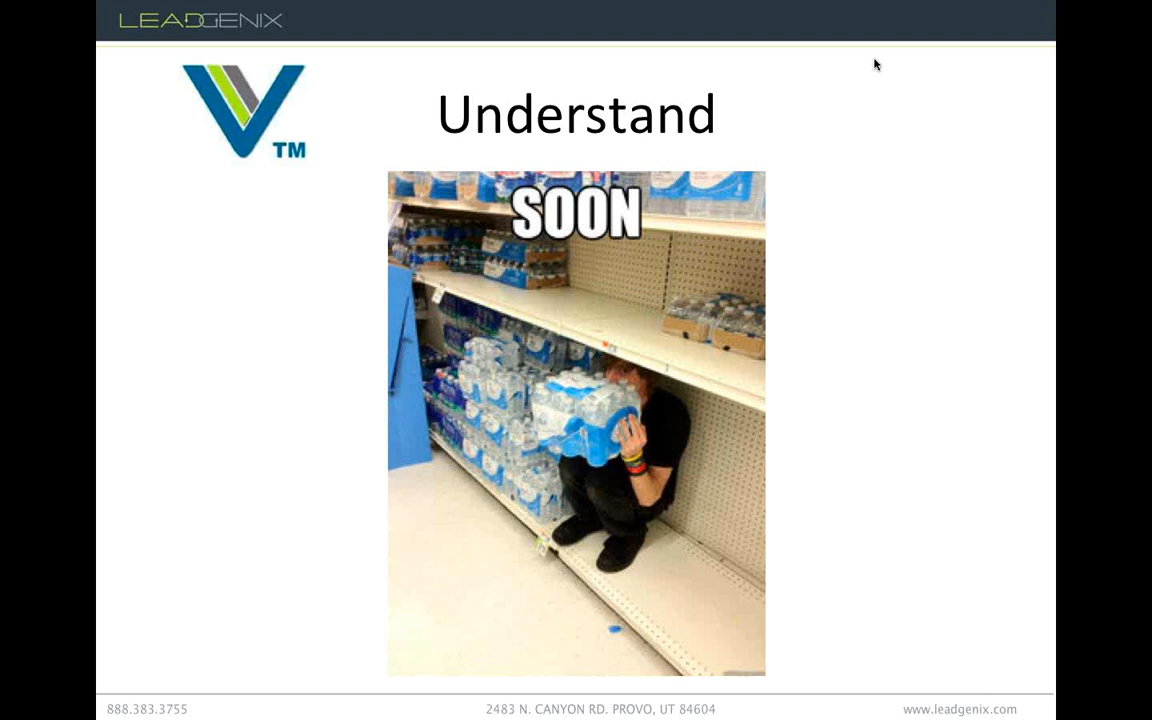 LEADGENIX
TM
Understand
SOON
888.383.3755
2483 N. CANYON RD. PROVO, UT 84604
www.leadgenix.com